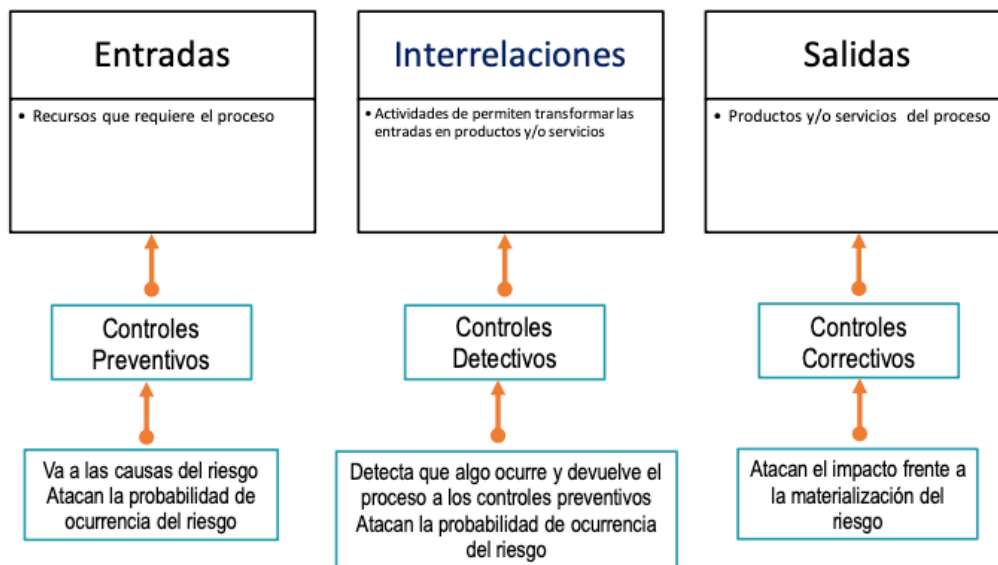 Entradas
• Recursos que requiere el proceso
Interrelaciones
• Actividades de permiten transformar las
entradas en productos y/o servicios
Salidas
• Productos y/o servicios del proceso
Controles
Preventivos
Controles
Detectivos
Controles
Correctivos
Va a las causas del riesgo
Atacan la probabilidad de
ocurrencia del riesgo
Detecta que algo ocurre y devuelve el
proceso a los controles preventivos
Atacan la probabilidad de ocurrencia
del riesgo
Atacan el impacto frente a
la materialización del
riesgo